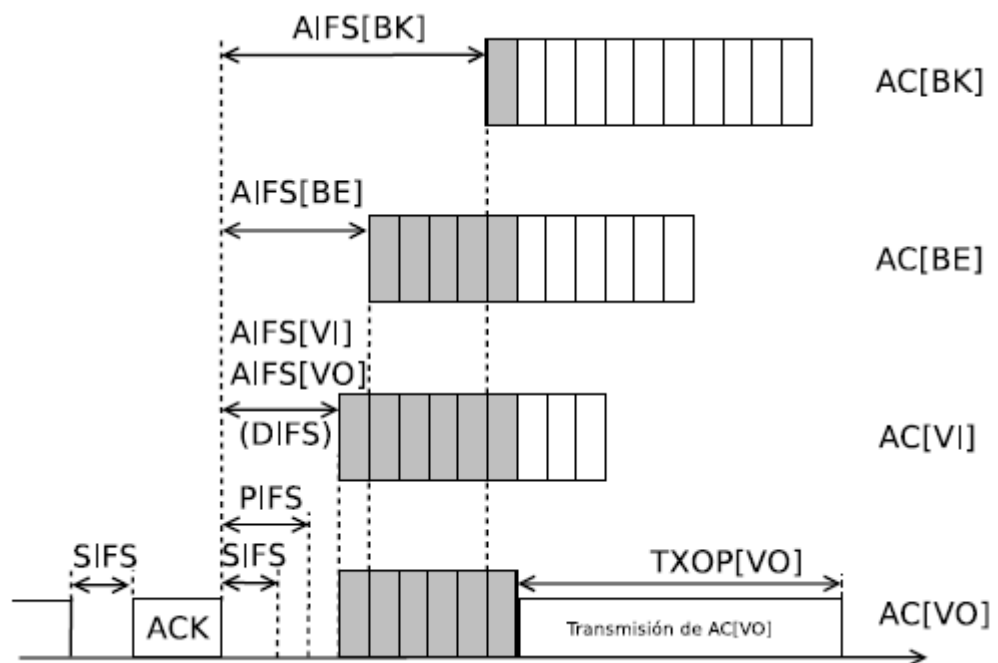 AIFS[BK]
AC[BK]
AIFS[BE]
AC[BE]
AIFS[VI]
AIFS[VO]
(DIFS)
AC[VI]
PIFS
SIFS
SIFS
TXOP[VO]
ACK
Transmisión de AC[VO]
AC[VO]